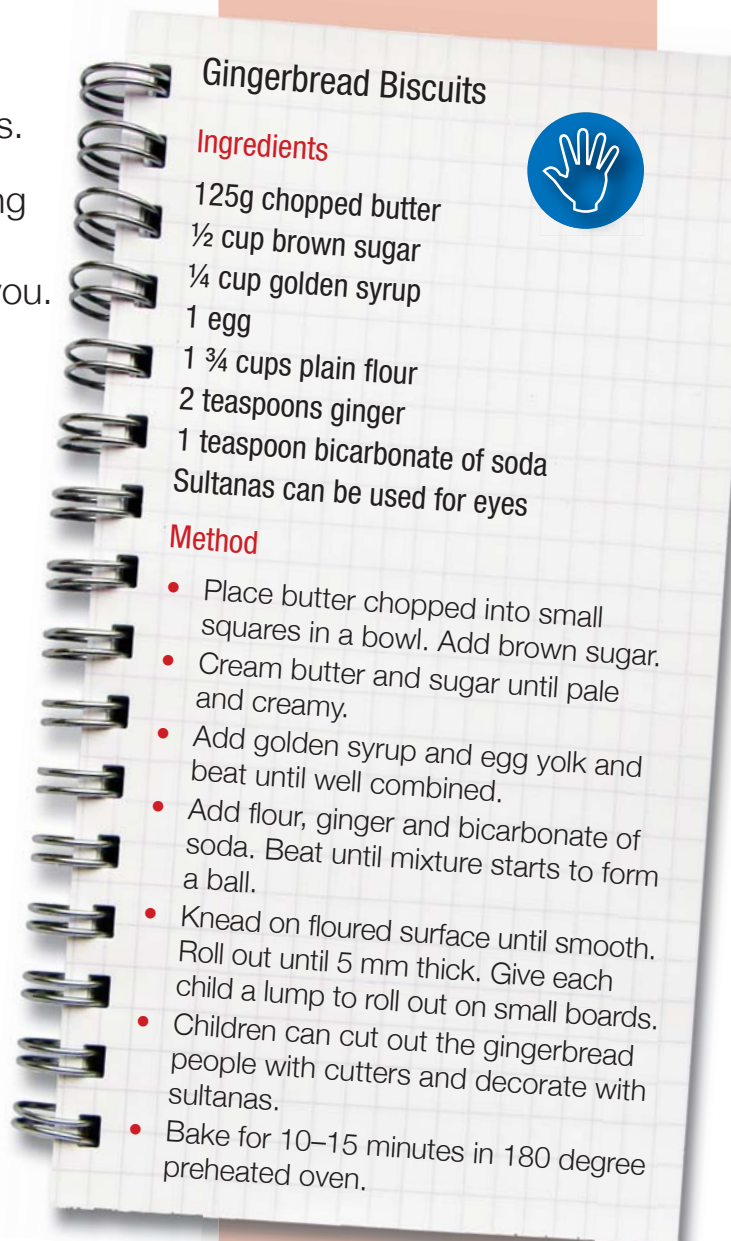 s.
ng
you.
Gingerbread Biscuits
Ingredients
125g chopped butter
½ cup brown sugar
¼ cup golden syrup
1 egg
1 ¾ cups plain flour
2 teaspoons ginger
1 teaspoon bicarbonate of soda
Sultanas can be used for eyes
Method
• Place butter chopped into small
squares in a bowl. Add brown sugar.
• Cream butter and sugar until pale
and creamy.
• Add golden syrup and egg yolk and
beat until well combined.
• Add flour, ginger and bicarbonate of
soda. Beat until mixture starts to form
a ball.
• Knead on floured surface until smooth.
Roll out until 5 mm thick. Give each
child a lump to roll out on small boards.
• Children can cut out the gingerbread
people with cutters and decorate with
sultanas.
• Bake for 10–15 minutes in 180 degree
preheated oven.